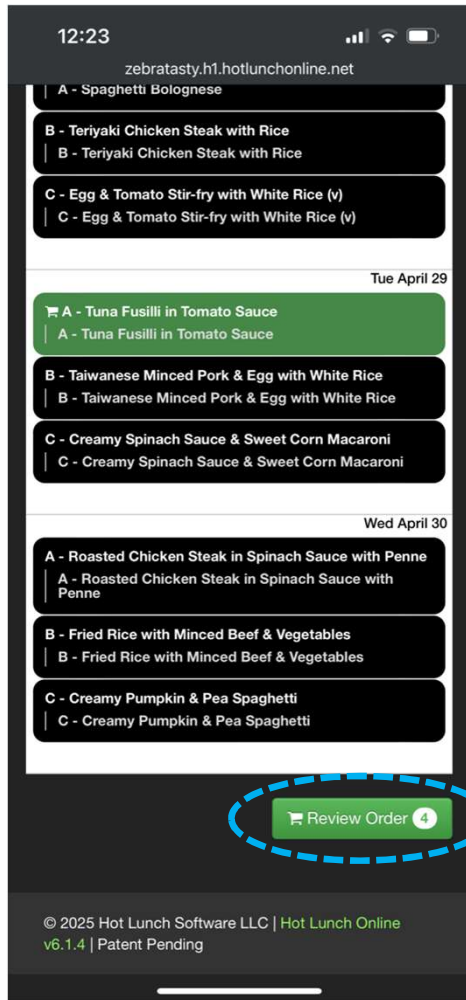 12:23
zebratasty.h1.hotlunchonline.net
A - Spaghetti Bolognese
B - Teriyaki Chicken Steak with Rice
B - Teriyaki Chicken Steak with Rice
C - Egg & Tomato Stir-fry with White Rice (v)
C - Egg & Tomato Stir-fry with White Rice (v)
Tue April 29
A - Tuna Fusilli in Tomato Sauce
A - Tuna Fusilli in Tomato Sauce
B - Taiwanese Minced Pork & Egg with White Rice
B - Taiwanese Minced Pork & Egg with White Rice
C - Creamy Spinach Sauce & Sweet Corn Macaroni
C - Creamy Spinach Sauce & Sweet Corn Macaroni
Wed April 30
A - Roasted Chicken Steak in Spinach Sauce with Penne
A - Roasted Chicken Steak in Spinach Sauce with
Penne
B - Fried Rice with Minced Beef & Vegetables
B - Fried Rice with Minced Beef & Vegetables
C - Creamy Pumpkin & Pea Spaghetti
C - Creamy Pumpkin & Pea Spaghetti
Review Order 4
© 2025 Hot Lunch Software LLC | Hot Lunch Online
v6.1.4 | Patent Pending